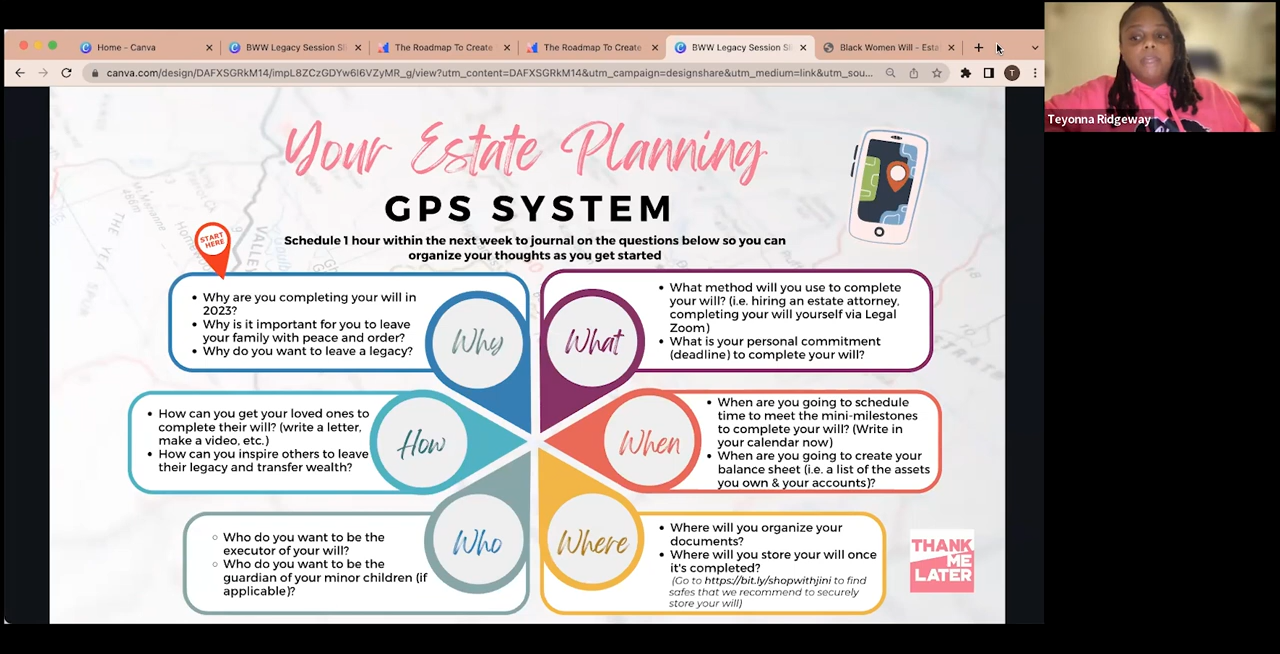 Home - Canva
BWW Legacy Session Sl
The Roadmap To Create
The Roadmap To Create
BWW Legacy Session Sl
Black Women Will - Esta
canva.com/design/DAFXSGRkM14/impL8ZCzGDYw6I6VZyMR_g/view?utm_content=DAFXSGRkM14&utm_campaign=designshare&utm_medium=link&utm_sou...
T
Teyonna Ridgeway
Your Estate Planning
GPS SYSTEM
Schedule 1 hour within the next week to journal on the questions below so you can
organize your thoughts as you get started
START
HERE
• Why are you completing your will in
2023?
• Why is it important for you to leave
your family with peace and order?
• Why do you want to leave a legacy?
Why
What
• What method will you use to complete
your will? (i.e. hiring an estate attorney,
completing your will yourself via Legal
Zoom)
• What is your personal commitment
(deadline) to complete your will?
• How can you get your loved ones to
complete their will? (write a letter,
make a video, etc.)
• How can you inspire others to leave
their legacy and transfer wealth?
How
When
• When are you going to schedule
time to meet the mini-milestones
to complete your will? (Write in
your calendar now)
• When are you going to create your
balance sheet (i.e. a list of the assets
you own & your accounts)?
○ Who do you want to be the
executor of your will?
○ Who do you want to be the
guardian of your minor children (if
applicable)?
Who
Where
• Where will you organize your
documents?
• Where will you store your will once
it's completed?
(Go to https://bit.ly/shopwithjini to find
safes that we recommend to securely
store your will)
THANK
ME
LATER
THE YEA
VALLEY